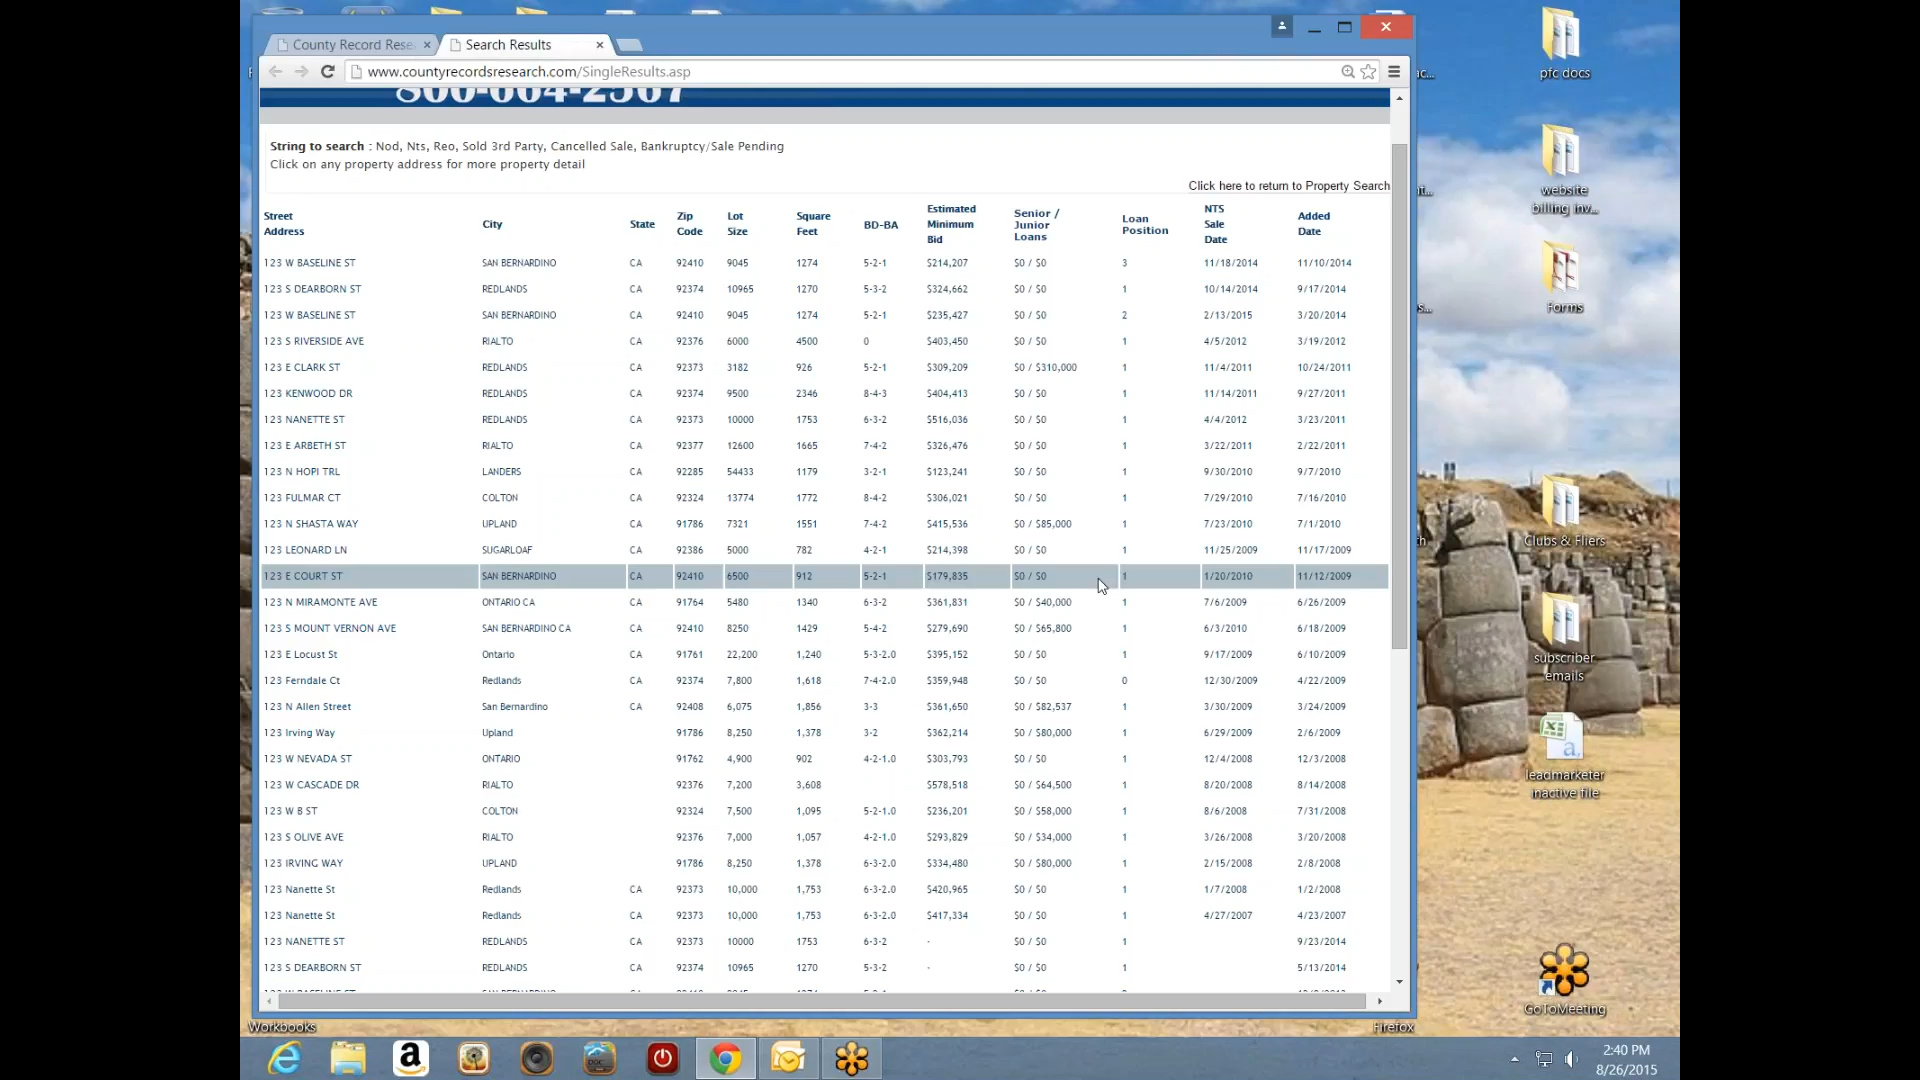 County Record Rese
Search Results
www.countyrecordsresearch.com/SingleResults.asp
800-664-2567
String to search : Nod, Nts, Reo, Sold 3rd Party, Cancelled Sale, Bankruptcy/Sale Pending
Click on any property address for more property detail
Click here to return to Property Search
Street Address City State Zip Code Lot Size Square Feet BD-BA Estimated Minimum Bid Senior / Junior Loans Loan Position NTS Sale Date Added Date
123 W BASELINE ST SAN BERNARDINO CA 92410 9045 1274 5-2-1 $214,207 $0 / $0 3 11/18/2014 11/10/2014
123 S DEARBORN ST REDLANDS CA 92374 10965 1270 5-3-2 $324,662 $0 / $0 1 10/14/2014 9/17/2014
123 W BASELINE ST SAN BERNARDINO CA 92410 9045 1274 5-2-1 $235,427 $0 / $0 2 2/13/2015 3/20/2014
123 S RIVERSIDE AVE RIALTO CA 92376 6000 4500 0 $403,450 $0 / $0 1 4/5/2012 3/19/2012
123 E CLARK ST REDLANDS CA 92373 3182 926 5-2-1 $309,209 $0 / $310,000 1 11/4/2011 10/24/2011
123 KENWOOD DR REDLANDS CA 92374 9500 2346 8-4-3 $404,413 $0 / $0 1 11/14/2011 9/27/2011
123 NANETTE ST REDLANDS CA 92373 10000 1753 6-3-2 $516,036 $0 / $0 1 4/4/2012 3/23/2011
123 E ARBETH ST RIALTO CA 92377 12600 1665 7-4-2 $326,476 $0 / $0 1 3/22/2011 2/22/2011
123 N HOPI TRL LANDERS CA 92285 54433 1179 3-2-1 $123,241 $0 / $0 1 9/30/2010 9/7/2010
123 FULMAR CT COLTON CA 92324 13774 1772 8-4-2 $306,021 $0 / $0 1 7/29/2010 7/16/2010
123 N SHASTA WAY UPLAND CA 91786 7321 1551 7-4-2 $415,536 $0 / $85,000 1 7/23/2010 7/1/2010
123 LEONARD LN SUGARLOAF CA 92386 5000 782 4-2-1 $214,398 $0 / $0 1 11/25/2009 11/17/2009
123 E COURT ST SAN BERNARDINO CA 92410 6500 912 5-2-1 $179,835 $0 / $0 1 1/20/2010 11/12/2009
123 N MIRAMONTE AVE ONTARIO CA CA 91764 5480 1340 6-3-2 $361,831 $0 / $40,000 1 7/6/2009 6/26/2009
123 S MOUNT VERNON AVE SAN BERNARDINO CA CA 92410 8250 1429 5-4-2 $279,690 $0 / $65,800 1 6/3/2010 6/18/2009
123 E Locust St Ontario CA 91761 22,200 1,240 5-3-2.0 $395,152 $0 / $0 1 9/17/2009 6/10/2009
123 Ferndale Ct Redlands CA 92374 7,800 1,618 7-4-2.0 $359,948 $0 / $0 0 12/30/2009 4/22/2009
123 N Allen Street San Bernardino CA 92408 6,075 1,856 3-3 $361,650 $0 / $82,537 1 3/30/2009 3/24/2009
123 Irving Way Upland 91786 8,250 1,378 3-2 $362,214 $0 / $80,000 1 6/29/2009 2/6/2009
123 W NEVADA ST ONTARIO 91762 4,900 902 4-2-1.0 $303,793 $0 / $0 1 12/4/2008 12/3/2008
123 W CASCADE DR RIALTO 92376 7,200 3,608 $578,518 $0 / $64,500 1 8/20/2008 8/14/2008
123 W B ST COLTON 92324 7,500 1,095 5-2-1.0 $236,201 $0 / $58,000 1 8/6/2008 7/31/2008
123 S OLIVE AVE RIALTO 92376 7,000 1,057 4-2-1.0 $293,829 $0 / $34,000 1 3/26/2008 3/20/2008
123 IRVING WAY UPLAND 91786 8,250 1,378 6-3-2.0 $334,480 $0 / $80,000 1 2/15/2008 2/8/2008
123 Nanette St Redlands CA 92373 10,000 1,753 6-3-2.0 $420,965 $0 / $0 1 1/7/2008 1/2/2008
123 Nanette St Redlands CA 92373 10,000 1,753 6-3-2.0 $417,334 $0 / $0 1 4/27/2007 4/23/2007
123 NANETTE ST REDLANDS CA 92373 10000 1753 6-3-2 - $0 / $0 1 9/23/2014
123 S DEARBORN ST REDLANDS CA 92374 10965 1270 5-3-2 - $0 / $0 1 5/13/2014
pfc docs
website
billing inv...
Forms
Clubs & Fliers
subscriber
emails
leadmarketer
inactive file
GoToMeeting
Workbooks
Firefox
2:40 PM
8/26/2015